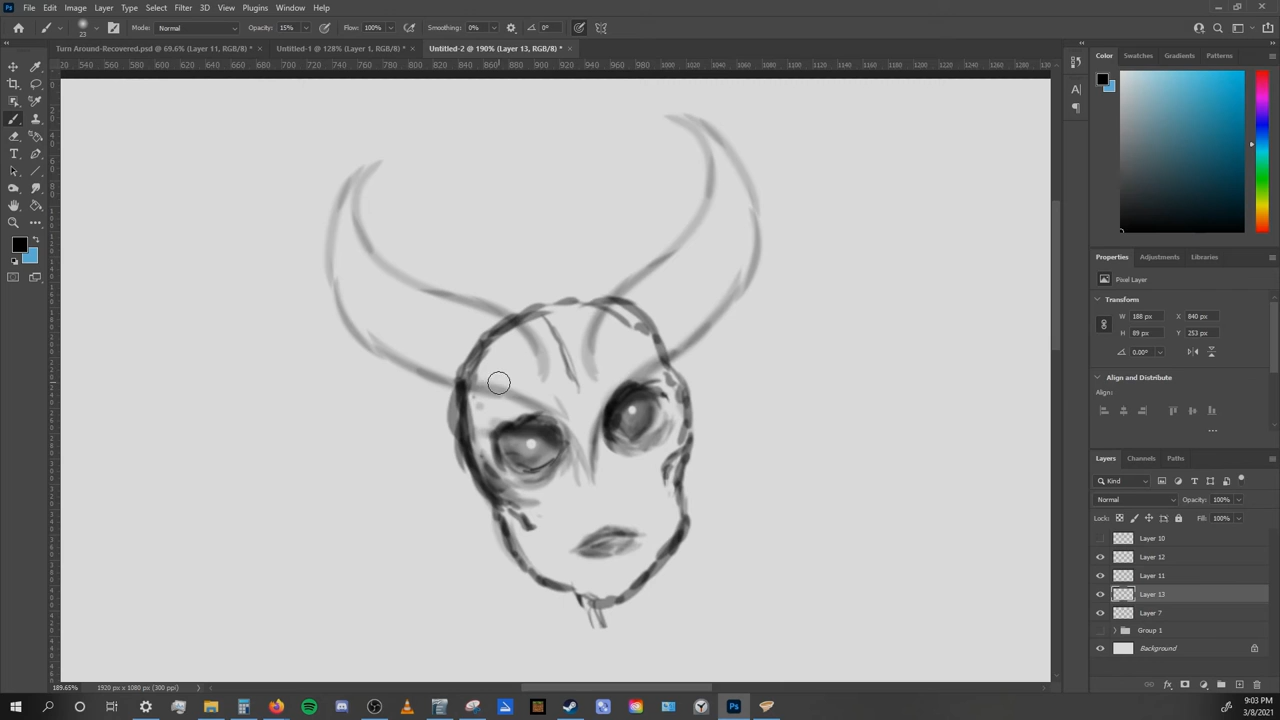 File Edit Image Layer Type Select Filter 3D View Plugins Window Help
Mode: Normal Opacity: 15% Flow: 100% Smoothing: 0% 0°
Turn Around-Recovered.psd @ 69.6% (Layer 11, RGB/8) * × Untitled-1 @ 128% (Layer 1, RGB/8) * × Untitled-2 @ 190% (Layer 13, RGB/8) * ×
23
Color Swatches Gradients Patterns
Properties Adjustments Libraries
Pixel Layer
Transform
W 188 px X 840 px
H 89 px Y 253 px
0.00°
Align and Distribute
Align:
Layers Channels Paths
Kind
Normal Opacity: 100%
Lock: Fill: 100%
Layer 10
Layer 12
Layer 11
Layer 13
Layer 7
Group 1
Background
189.65% 1920 px x 1080 px (300 ppi)
9:03 PM
3/8/2021